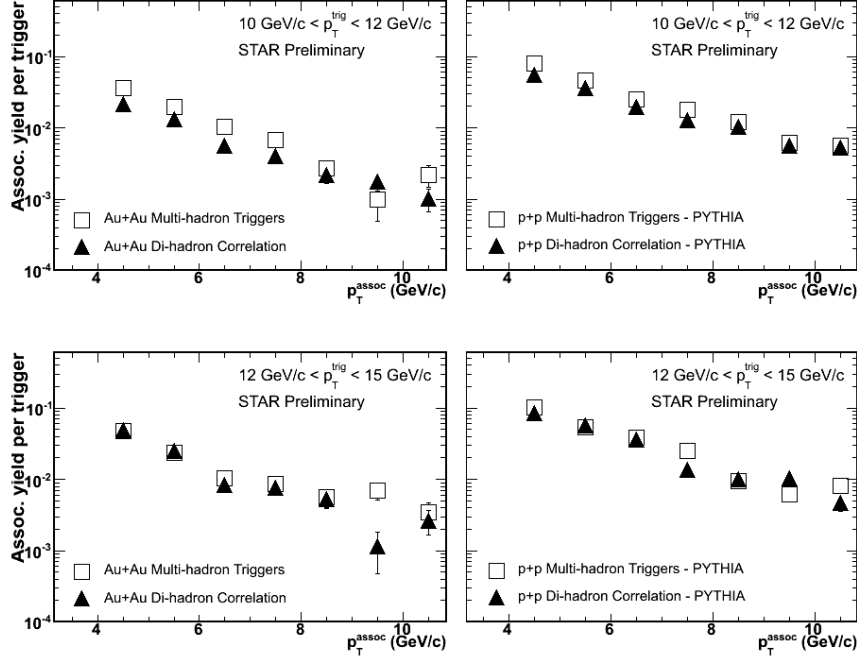 10 GeV/c < p_T^trig < 12 GeV/c
STAR Preliminary
Assoc. yield per trigger
10^-1
10^-2
10^-3
10^-4
Au+Au Multi-hadron Triggers
Au+Au Di-hadron Correlation
4 6 8 10
p_T^assoc (GeV/c)
10 GeV/c < p_T^trig < 12 GeV/c
STAR Preliminary
p+p Multi-hadron Triggers - PYTHIA
p+p Di-hadron Correlation - PYTHIA
4 6 8 10
p_T^assoc (GeV/c)
12 GeV/c < p_T^trig < 15 GeV/c
STAR Preliminary
Assoc. yield per trigger
10^-1
10^-2
10^-3
10^-4
Au+Au Multi-hadron Triggers
Au+Au Di-hadron Correlation
4 6 8 10
p_T^assoc (GeV/c)
12 GeV/c < p_T^trig < 15 GeV/c
STAR Preliminary
p+p Multi-hadron Triggers - PYTHIA
p+p Di-hadron Correlation - PYTHIA
4 6 8 10
p_T^assoc (GeV/c)